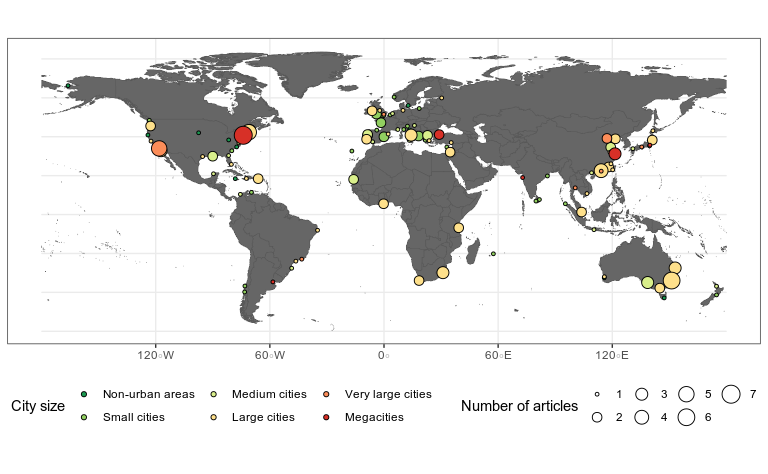 120°W 60°W 0° 60°E 120°E
City size Non-urban areas Medium cities Very large cities Number of articles 1 3 5 7
Small cities Large cities Megacities 2 4 6